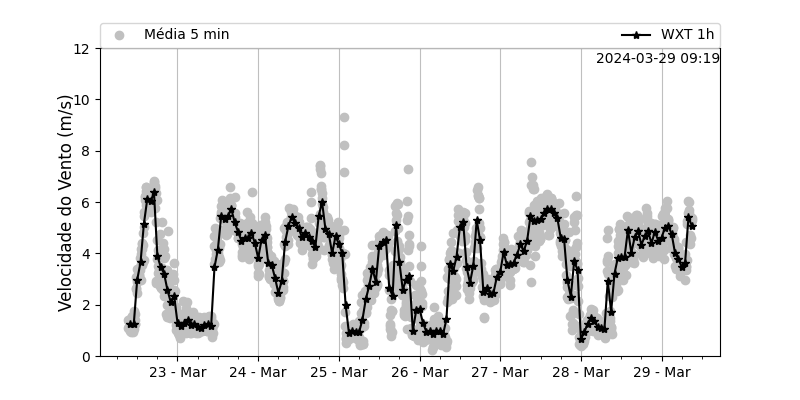 Média 5 min
WXT 1h
2024-03-29 09:19
Velocidade do Vento (m/s)
12
10
8
6
4
2
0
23 - Mar
24 - Mar
25 - Mar
26 - Mar
27 - Mar
28 - Mar
29 - Mar